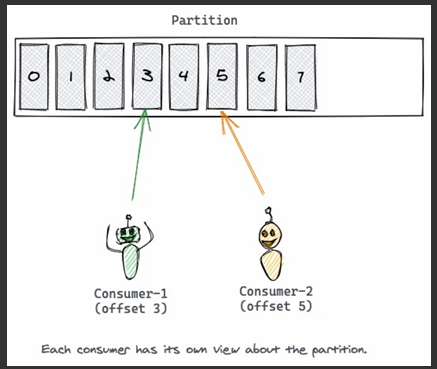 Partition
0 1 2 3 4 5 6 7
Consumer-1
(offset 3)
Consumer-2
(offset 5)
Each consumer has its own view about the partition.